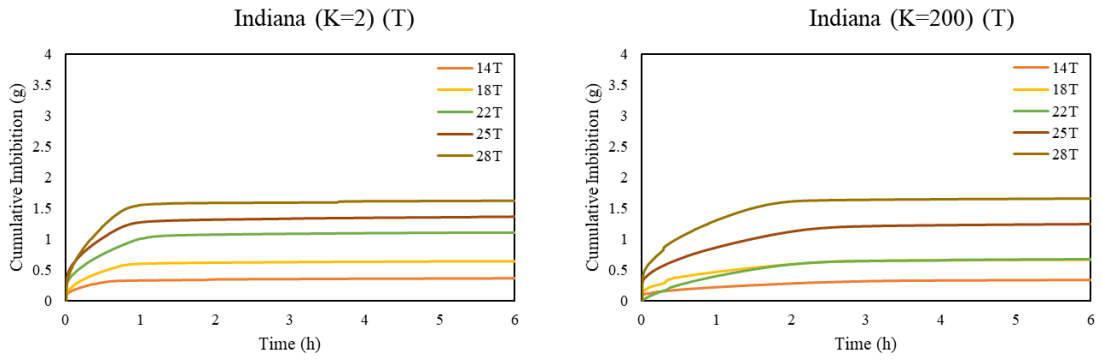 Indiana (K=2) (T)
4
3.5
3
2.5
2
1.5
1
0.5
0
Cumulative Imbibition (g)
14T
18T
22T
25T
28T
0 1 2 3 4 5 6
Time (h)
Indiana (K=200) (T)
4
3.5
3
2.5
2
1.5
1
0.5
0
Cumulative Imbibition (g)
14T
18T
22T
25T
28T
0 1 2 3 4 5 6
Time (h)